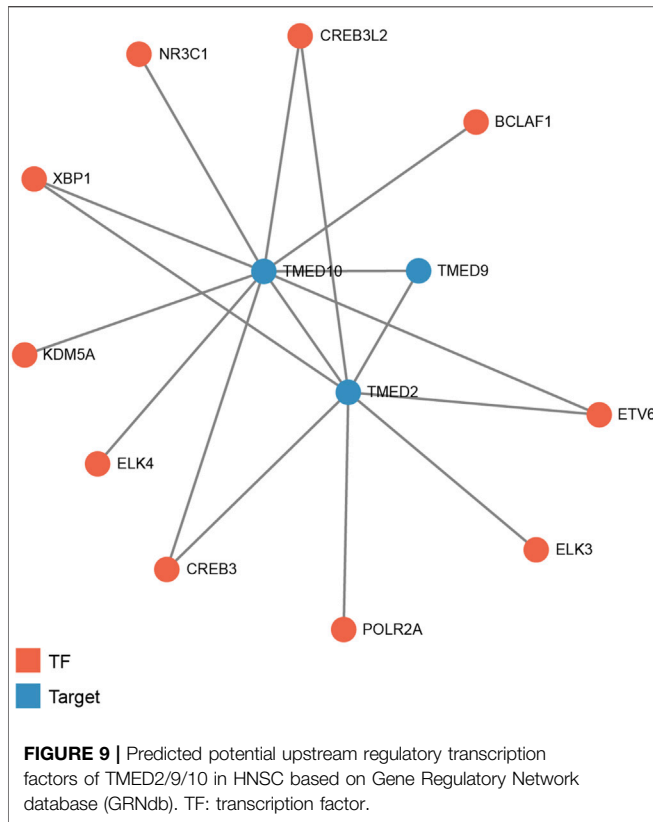 CREB3L2
NR3C1
BCLAF1
XBP1
TMED10
TMED9
KDM5A
TMED2
ETV6
ELK4
ELK3
CREB3
POLR2A
TF
Target
FIGURE 9 | Predicted potential upstream regulatory transcription
factors of TMED2/9/10 in HNSC based on Gene Regulatory Network
database (GRNdb). TF: transcription factor.